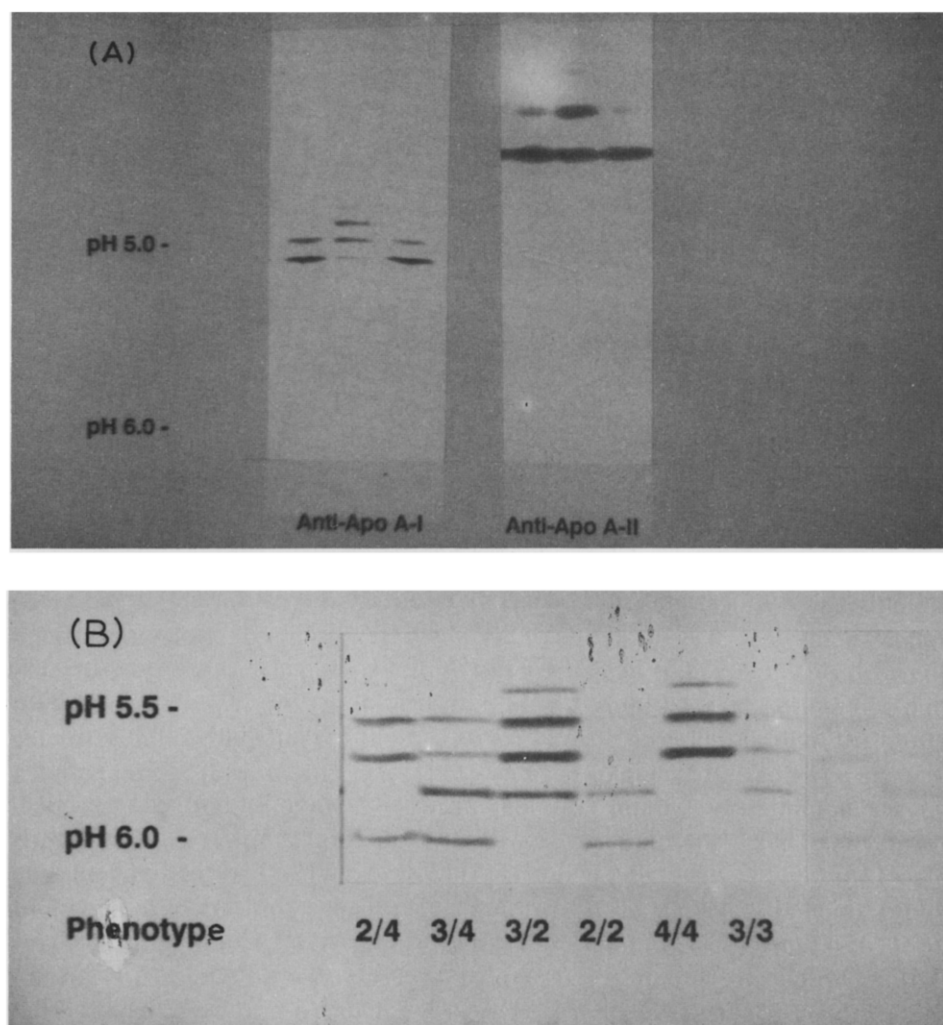 (A)
pH 5.0 -
pH 6.0 -
Anti-Apo A-I Anti-Apo A-II
(B)
pH 5.5 -
pH 6.0 -
Phenotype 2/4 3/4 3/2 2/2 4/4 3/3